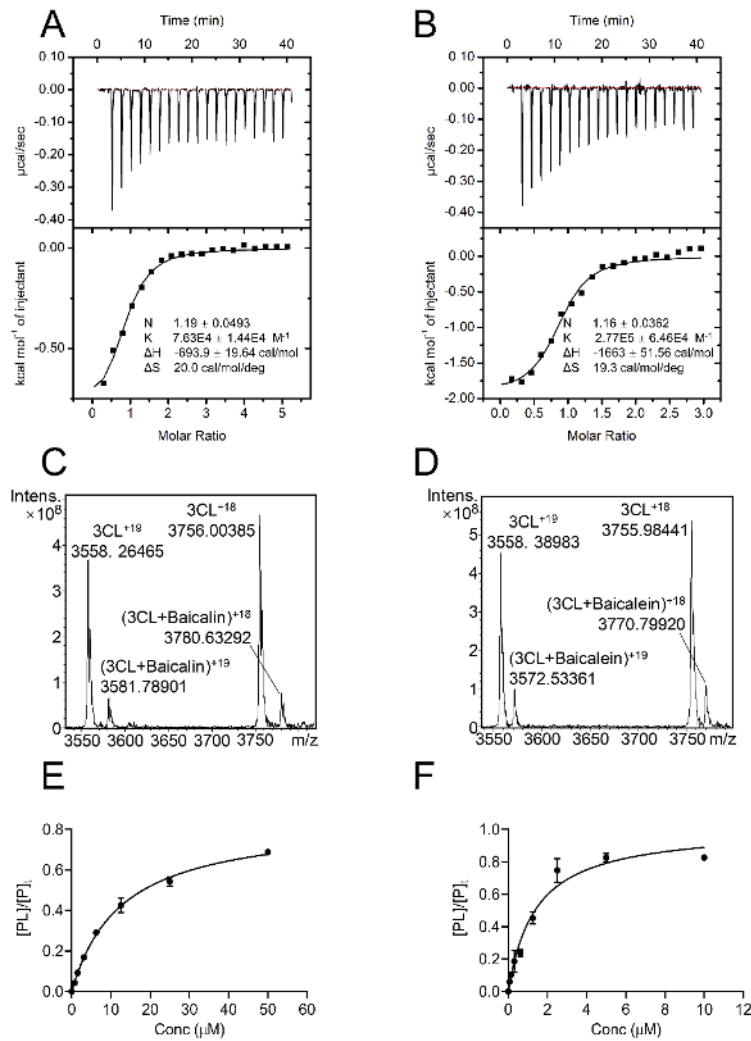 A
Time (min)
0 10 20 30 40
0.10
0.00
-0.10
-0.20
-0.30
-0.40
µcal/sec
0.00
-0.50
kcal mol⁻¹ of injectant
N 1.19 ± 0.0493
K 7.63E4 ± 1.44E4 M⁻¹
ΔH -693.9 ± 19.64 cal/mol
ΔS 20.0 cal/mol/deg
0 1 2 3 4 5
Molar Ratio
B
Time (min)
0 10 20 30 40
0.10
0.00
-0.10
-0.20
-0.30
-0.40
µcal/sec
0.00
-0.50
-1.00
-1.50
-2.00
kcal mol⁻¹ of injectant
N 1.16 ± 0.0362
K 2.77E5 ± 6.46E4 M⁻¹
ΔH -1663 ± 51.56 cal/mol
ΔS 19.3 cal/mol/deg
0.0 0.5 1.0 1.5 2.0 2.5 3.0
Molar Ratio
C
Intens.
×10⁸
4
3
2
1
0
3CL⁺¹⁹
3558. 26465
3CL⁺¹⁸
3756.00385
(3CL+Baicalin)⁺¹⁸
3780.63292
(3CL+Baicalin)⁺¹⁹
3581.78901
3550 3600 3650 3700 3750 m/z
D
Intens.
×10⁸
5
4
3
2
1
0
3CL⁺¹⁹
3558. 38983
3CL⁺¹⁸
3755.98441
(3CL+Baicalein)⁺¹⁸
3770.79920
(3CL+Baicalein)⁺¹⁹
3572.53361
3550 3600 3650 3700 3750 m/z
E
0.8
0.6
0.4
0.2
0.0
[PL]/[P]t
0 10 20 30 40 50 60
Conc (µM)
F
1.0
0.8
0.6
0.4
0.2
0.0
[PL]/[P]t
0 2 4 6 8 10 12
Conc (µM)